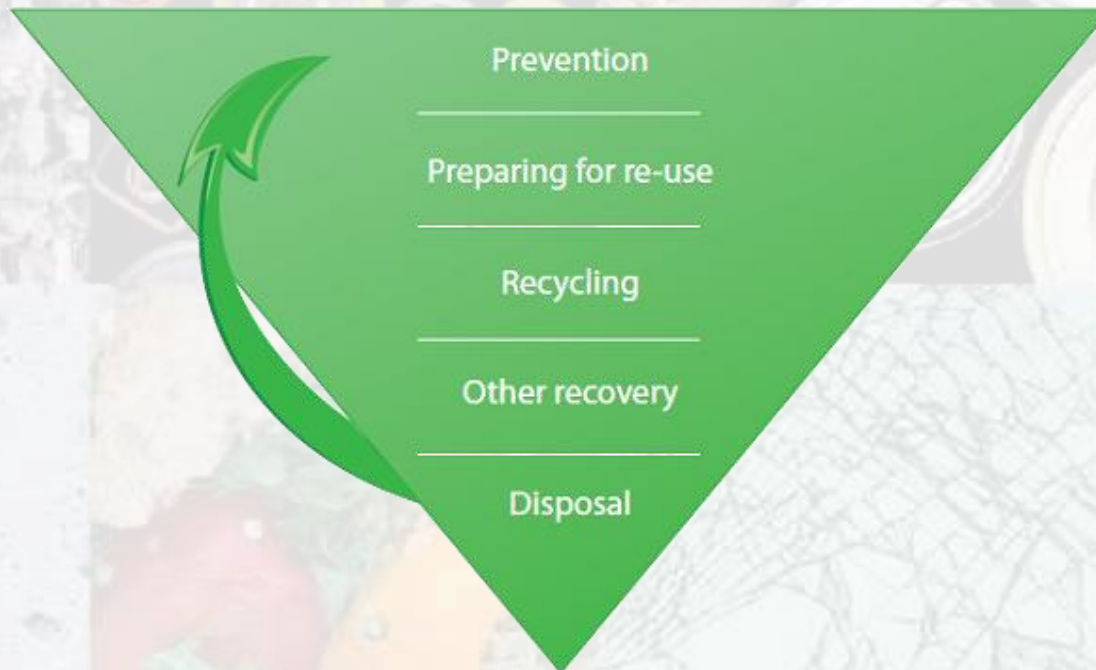 Prevention
Preparing for re-use
Recycling
Other recovery
Disposal